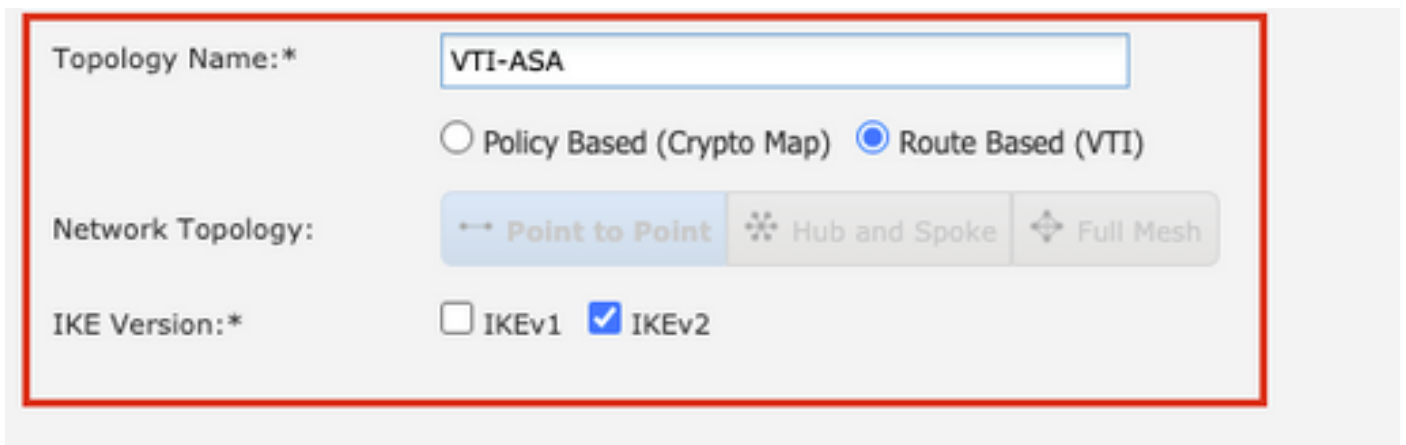 Topology Name:* VTI-ASA
Policy Based (Crypto Map) Route Based (VTI)
Network Topology: Point to Point Hub and Spoke Full Mesh
IKE Version:* IKEv1 IKEv2